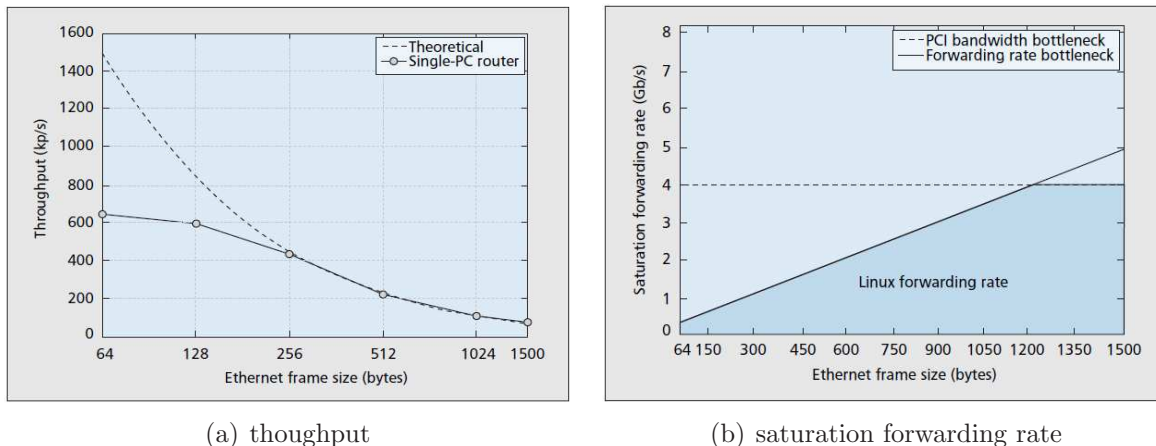 1600
1400
1200
1000
800
600
400
200
0
Throughput (kp/s)
Theoretical
Single-PC router
64 128 256 512 1024 1500
Ethernet frame size (bytes)
(a) thoughput
8
7
6
5
4
3
2
1
0
Saturation forwarding rate (Gb/s)
PCI bandwidth bottleneck
Forwarding rate bottleneck
Linux forwarding rate
64 150 300 450 600 750 900 1050 1200 1350 1500
Ethernet frame size (bytes)
(b) saturation forwarding rate